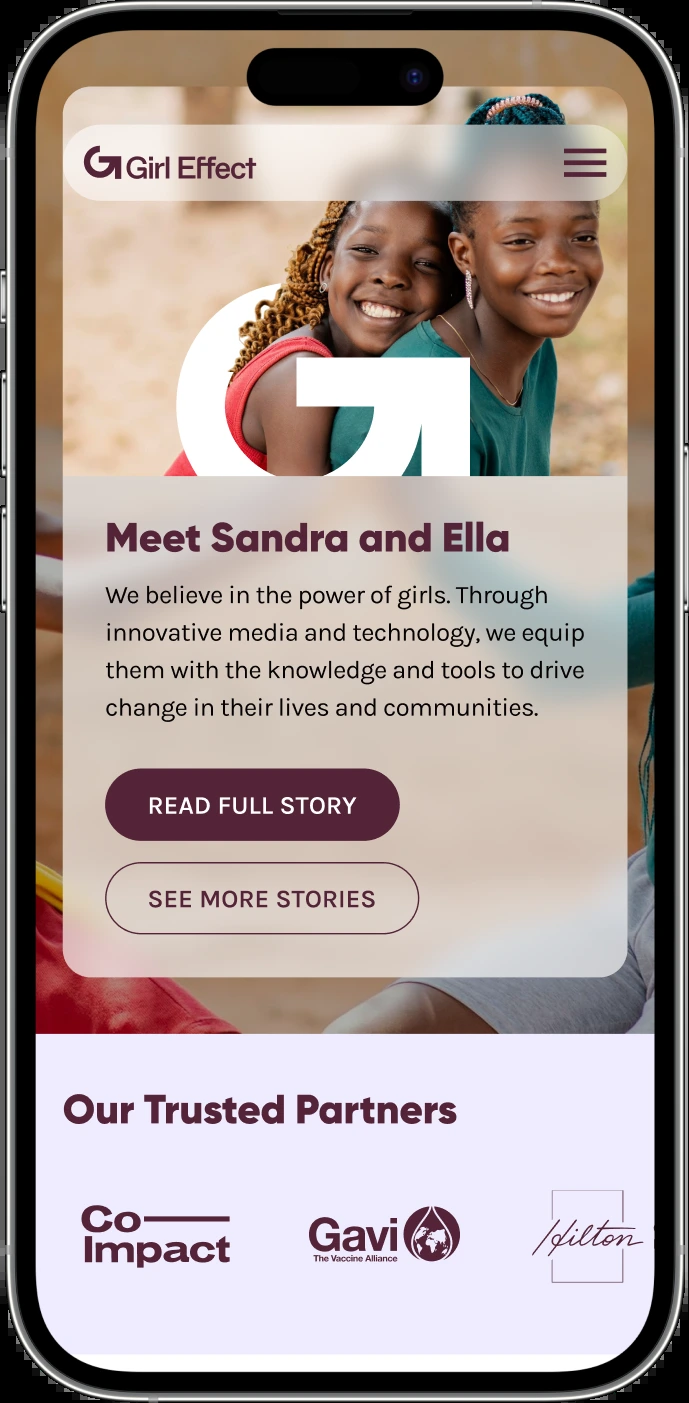 Girl Effect
Meet Sandra and Ella
We believe in the power of girls. Through
innovative media and technology, we equip
them with the knowledge and tools to drive
change in their lives and communities.
READ FULL STORY
SEE MORE STORIES
Our Trusted Partners
Co
Impact
Gavi
The Vaccine Alliance
Hilton